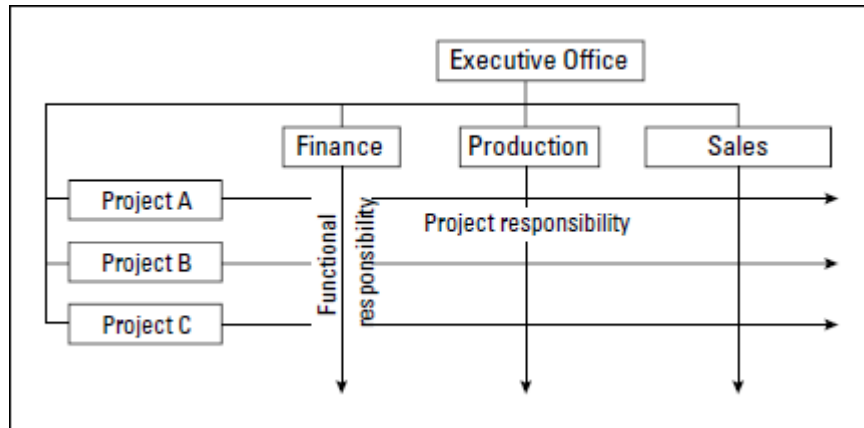 Executive Office
Finance
Production
Sales
Project A
Project B
Project C
Functional
responsibility
Project responsibility